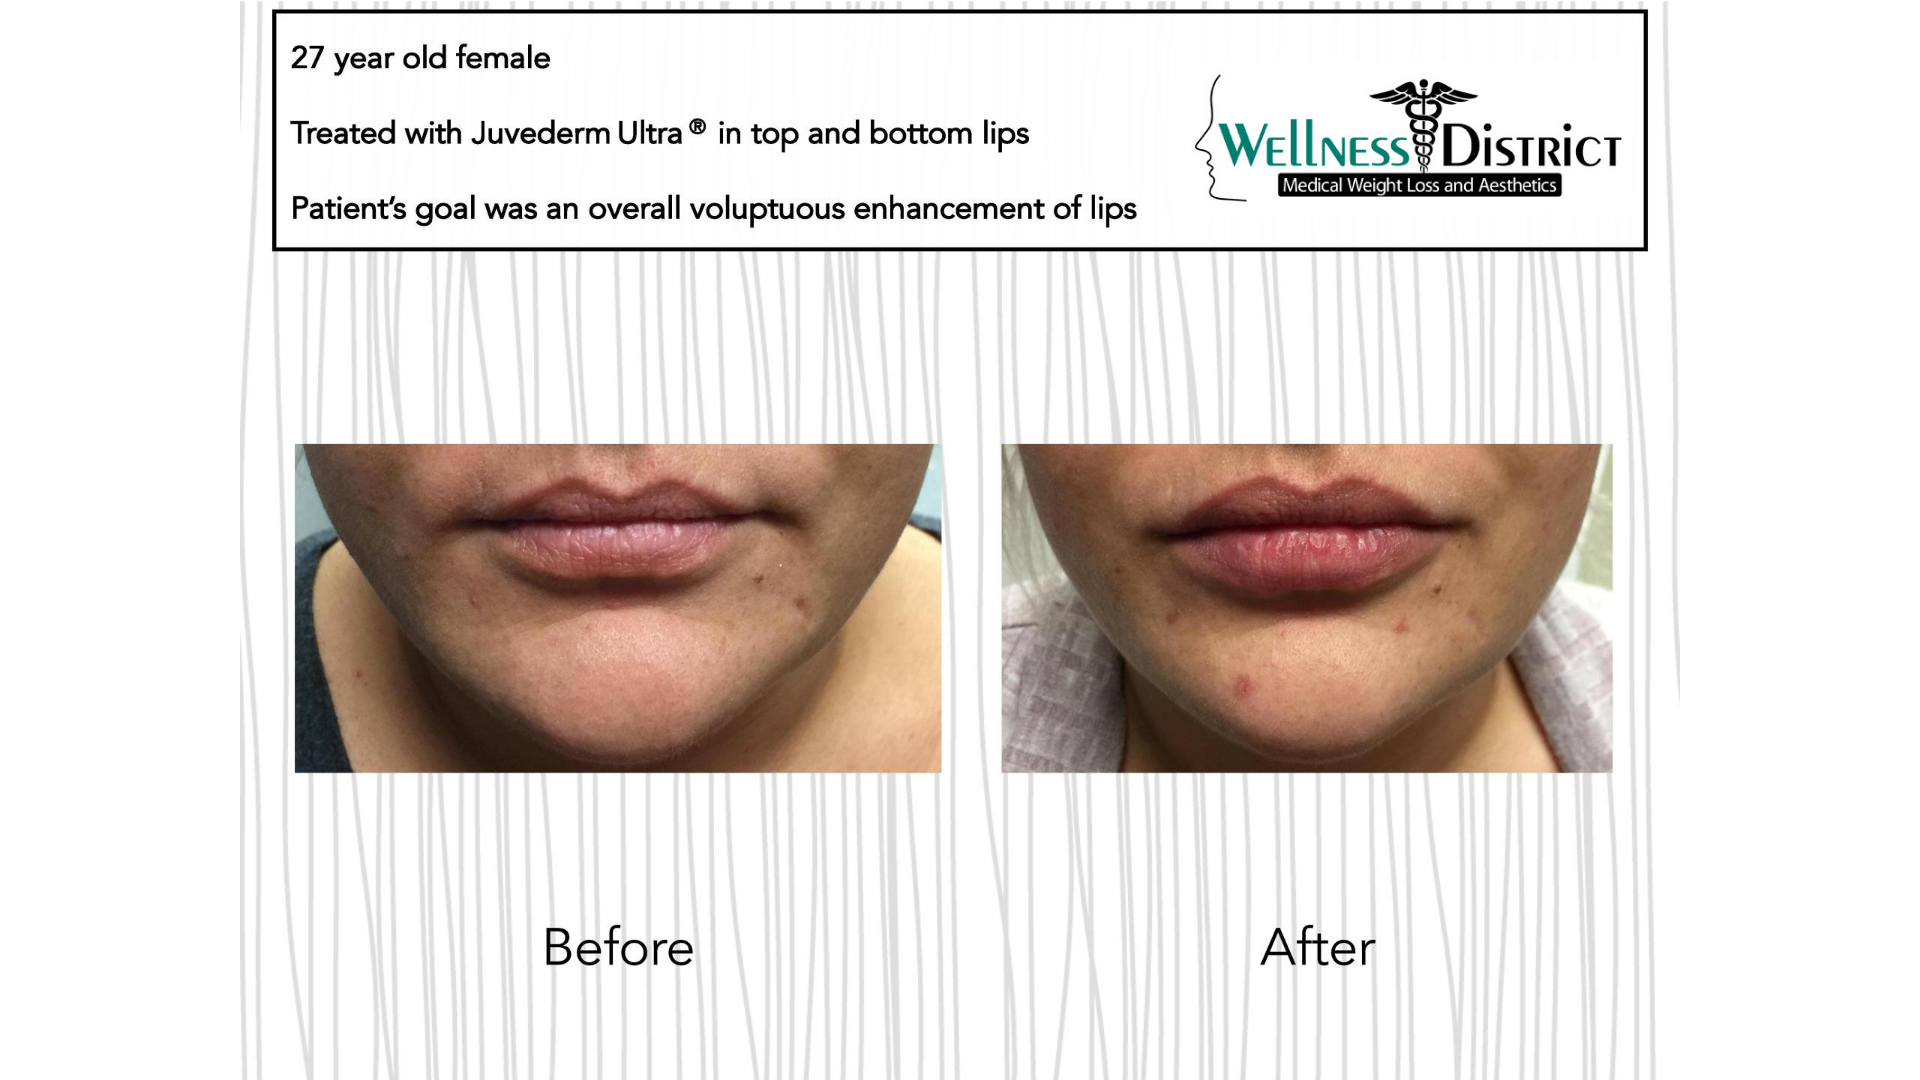 27 year old female
Treated with Juvederm Ultra® in top and bottom lips
Patient’s goal was an overall voluptuous enhancement of lips
Wellness District
Medical Weight Loss and Aesthetics
Before
After